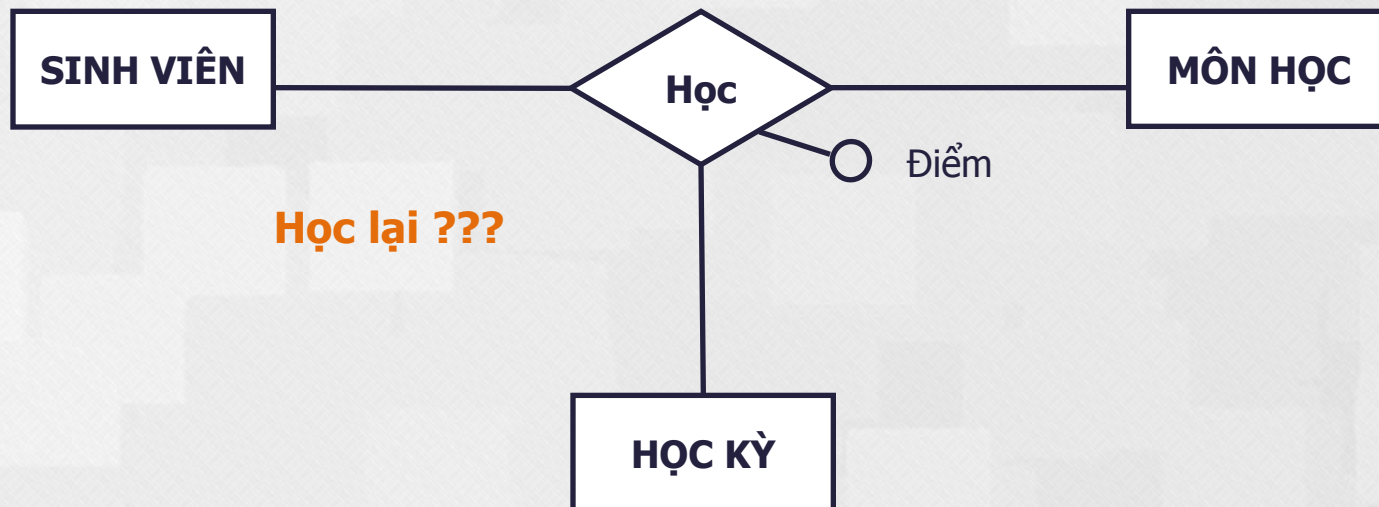 SINH VIÊN
Học
MÔN HỌC
Điểm
Học lại ???
HỌC KỲ